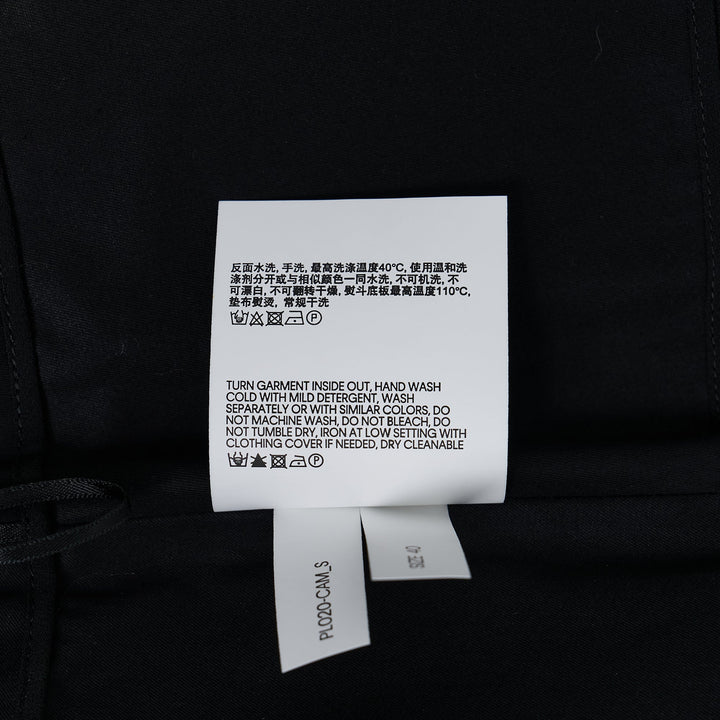 反面水洗, 手洗, 最高洗涤温度40°C, 使用温和洗
涤剂分开或与相似颜色一同水洗, 不可机洗, 不
可漂白, 不可翻转干燥, 熨斗底板最高温度110°C,
垫布熨烫, 常规干洗
TURN GARMENT INSIDE OUT, HAND WASH
COLD WITH MILD DETERGENT, WASH
SEPARATELY OR WITH SIMILAR COLORS, DO
NOT MACHINE WASH, DO NOT BLEACH, DO
NOT TUMBLE DRY, IRON AT LOW SETTING WITH
CLOTHING COVER IF NEEDED, DRY CLEANABLE
PL020-CAM_S
SIZE 40